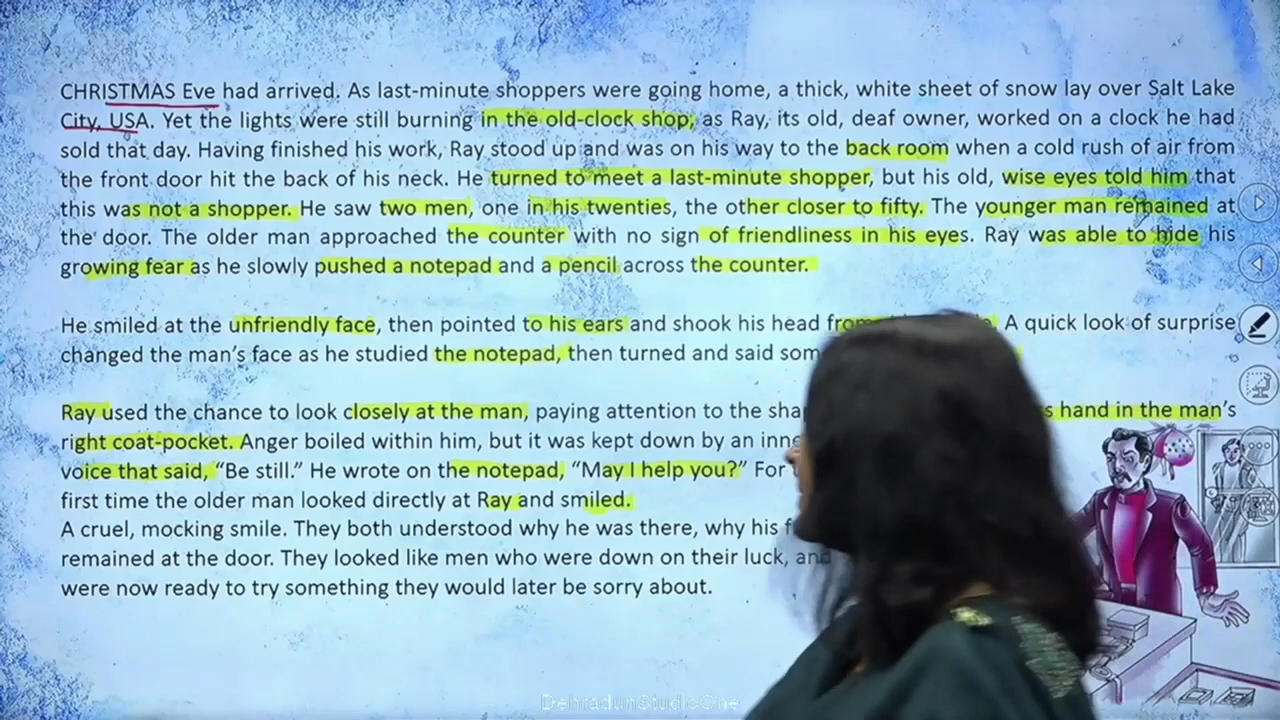 CHRISTMAS Eve had arrived. As last-minute shoppers were going home, a thick, white sheet of snow lay over Salt Lake
City, USA. Yet the lights were still burning in the old-clock shop, as Ray, its old, deaf owner, worked on a clock he had
sold that day. Having finished his work, Ray stood up and was on his way to the back room when a cold rush of air from
the front door hit the back of his neck. He turned to meet a last-minute shopper, but his old, wise eyes told him that
this was not a shopper. He saw two men, one in his twenties, the other closer to fifty. The younger man remained at
the door. The older man approached the counter with no sign of friendliness in his eyes. Ray was able to hide his
growing fear as he slowly pushed a notepad and a pencil across the counter.
He smiled at the unfriendly face, then pointed to his ears and shook his head from A quick look of surprise
changed the man's face as he studied the notepad, then turned and said
Ray used the chance to look closely at the man, paying attention to the hand in the man's
right coat-pocket. Anger boiled within him, but it was kept down by an
voice that said, "Be still." He wrote on the notepad, "May I help you?" For
first time the older man looked directly at Ray and smiled.
A cruel, mocking smile. They both understood why he was there, why his
remained at the door. They looked like men who were down on their luck, and
were now ready to try something they would later be sorry about.
DehradunStudioOne